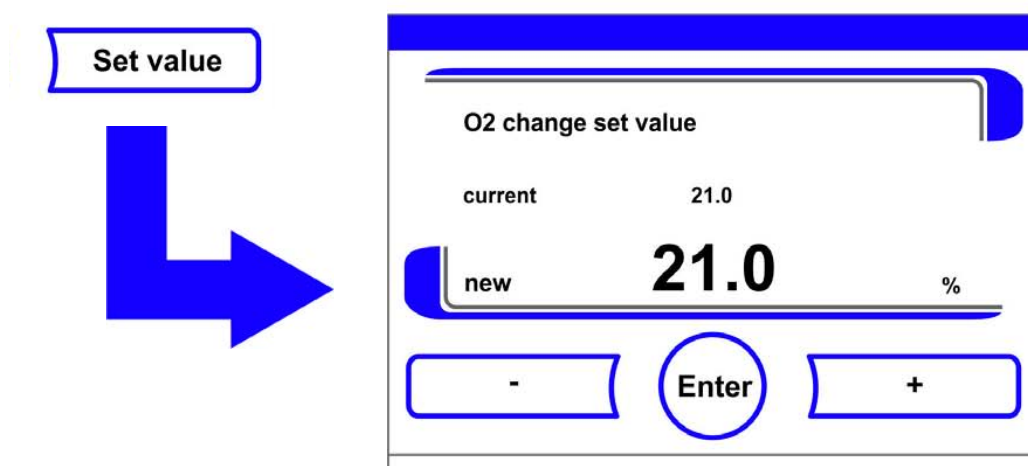 Set value
O2 change set value
current 21.0
new 21.0 %
- Enter +